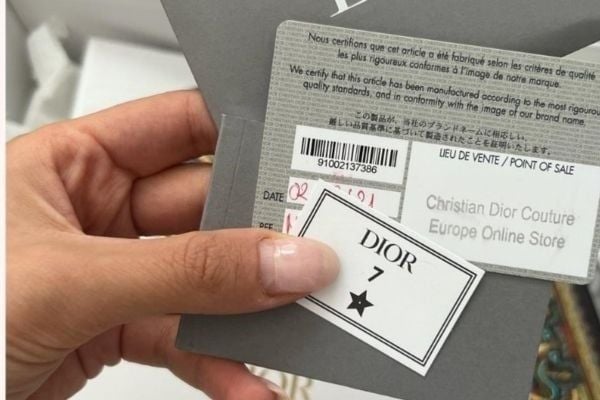 Nous certifions que cet article a été fabriqué selon les critères de qualité
les plus rigoureux conformes à l'image de notre marque.
We certify that this article has been manufactured according to the most rigorous
quality standards, and in conformity with the image of our brand name.
この製品が、当社のブランドネームに相応しい、
厳しい品質基準に基づいて製造されたことを証明いたします。
91002137386
LIEU DE VENTE / POINT OF SALE
Christian Dior Couture
Europe Online Store
DATE 02
REF
DIOR
7